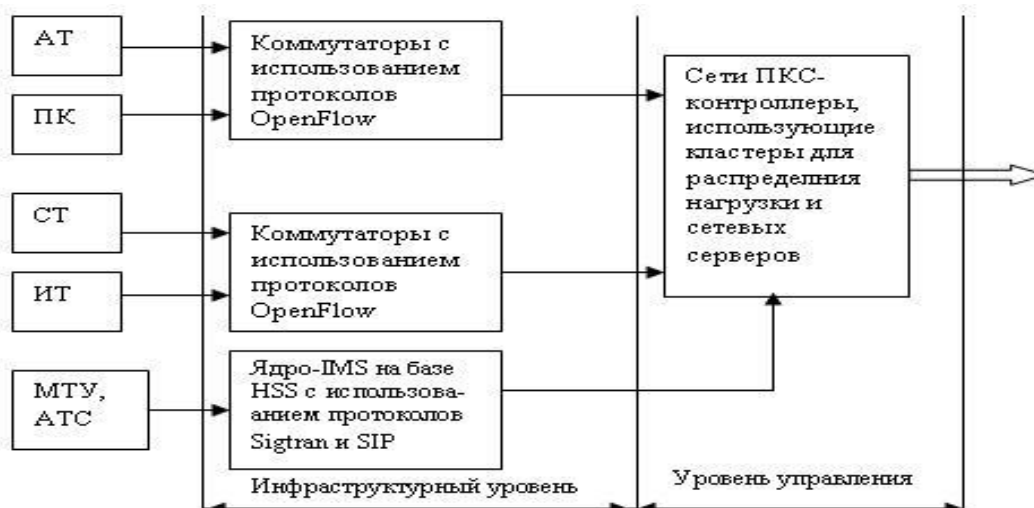 АТ
ПК
СТ
ИТ
МТУ,
АТС
Коммутаторы с
использованием
протоколов
OpenFlow
Коммутаторы с
использованием
протоколов
OpenFlow
Ядро-IMS на базе
HSS с использова-
анием протоколов
Sigtran и SIP
Сети ПКС-
контроллеры,
использующие
кластеры для
распределния
нагрузки и
сетевых
серверов
Инфраструктурный уровень
Уровень управления